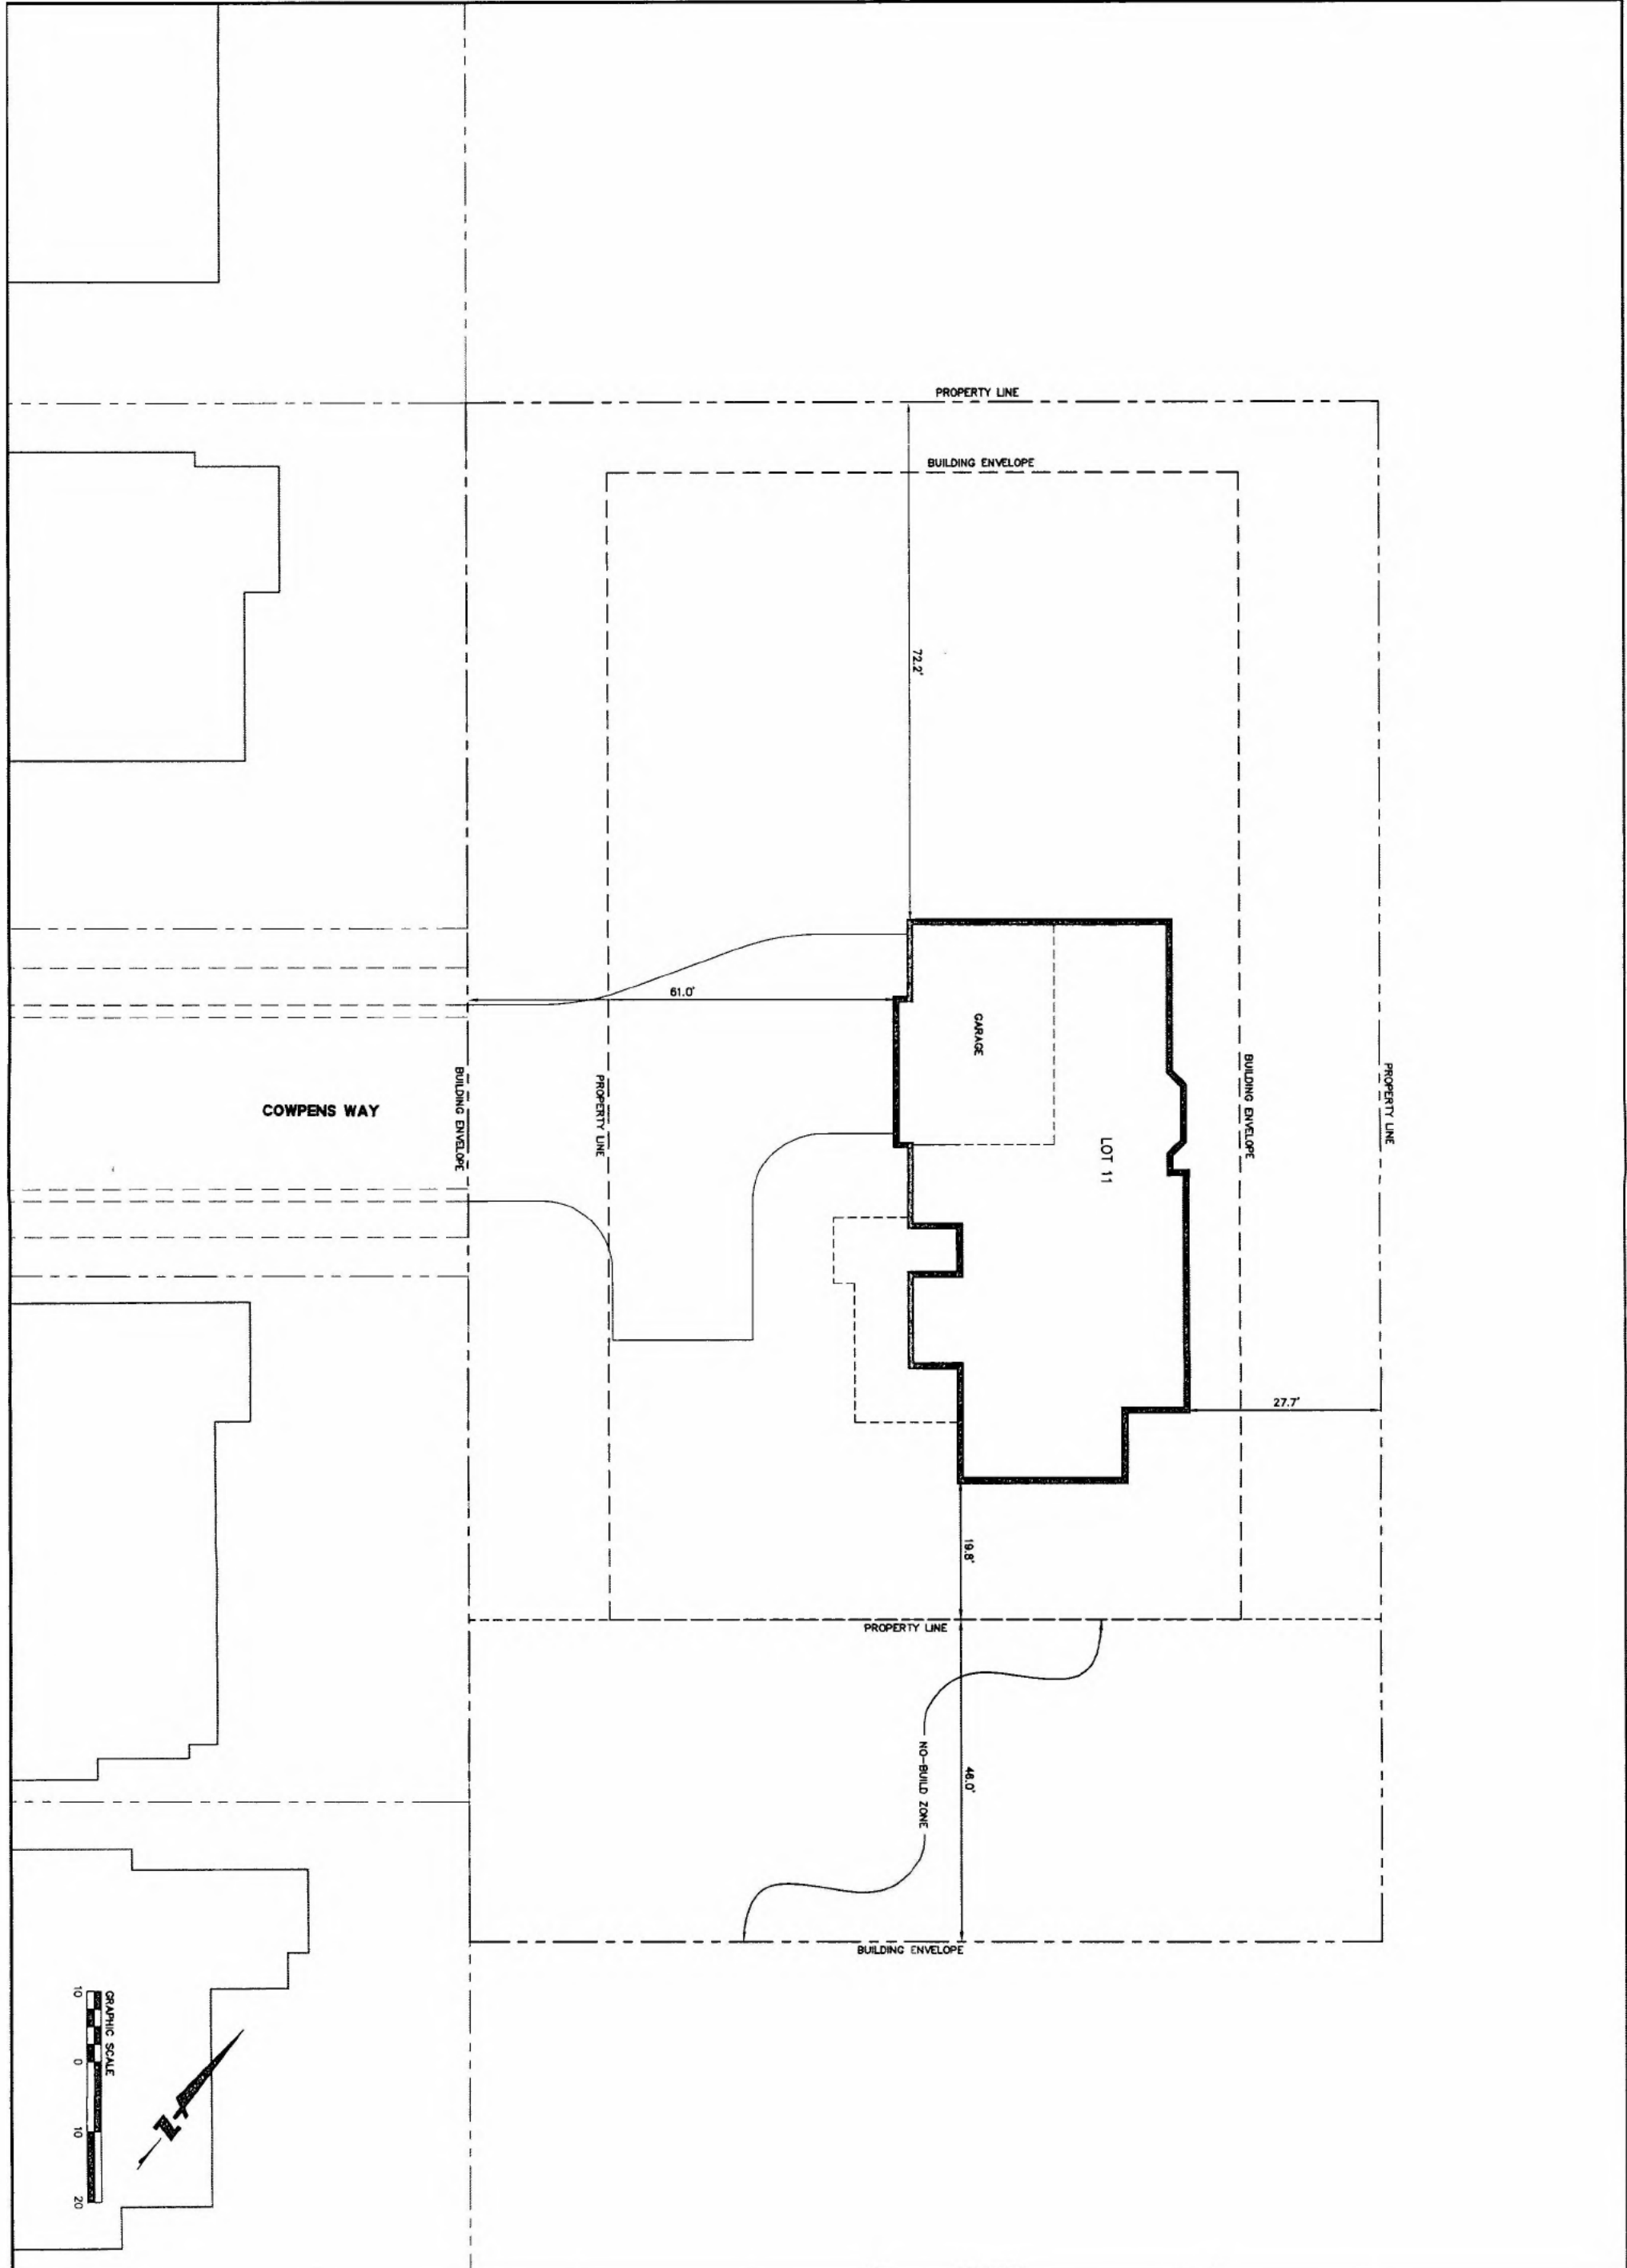 PROPERTY LINE
BUILDING ENVELOPE
72.2'
61.0'
GARAGE
COWPENS WAY
BUILDING ENVELOPE
PROPERTY LINE
LOT 11
BUILDING ENVELOPE
PROPERTY LINE
27.7'
19.8'
PROPERTY LINE
NO-BUILD ZONE
46.0'
BUILDING ENVELOPE
GRAPHIC SCALE
10 0 10 20
N